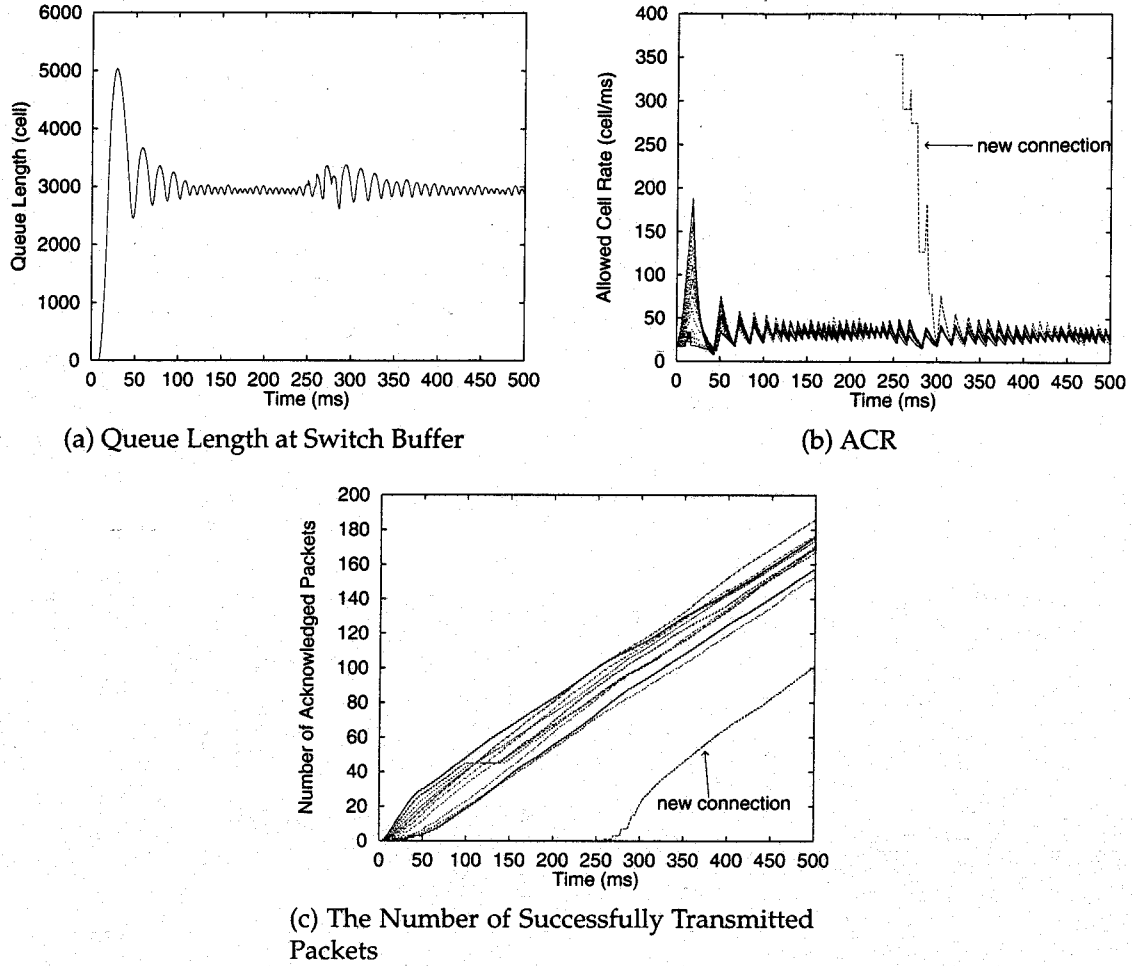 6000
5000
4000
3000
2000
1000
0
Queue Length (cell)
0 50 100 150 200 250 300 350 400 450 500
Time (ms)
(a) Queue Length at Switch Buffer
400
350
300
250
200
150
100
50
0
Allowed Cell Rate (cell/ms)
new connection
0 50 100 150 200 250 300 350 400 450 500
Time (ms)
(b) ACR
200
180
160
140
120
100
80
60
40
20
0
Number of Acknowledged Packets
new connection
0 50 100 150 200 250 300 350 400 450 500
Time (ms)
(c) The Number of Successfully Transmitted
Packets